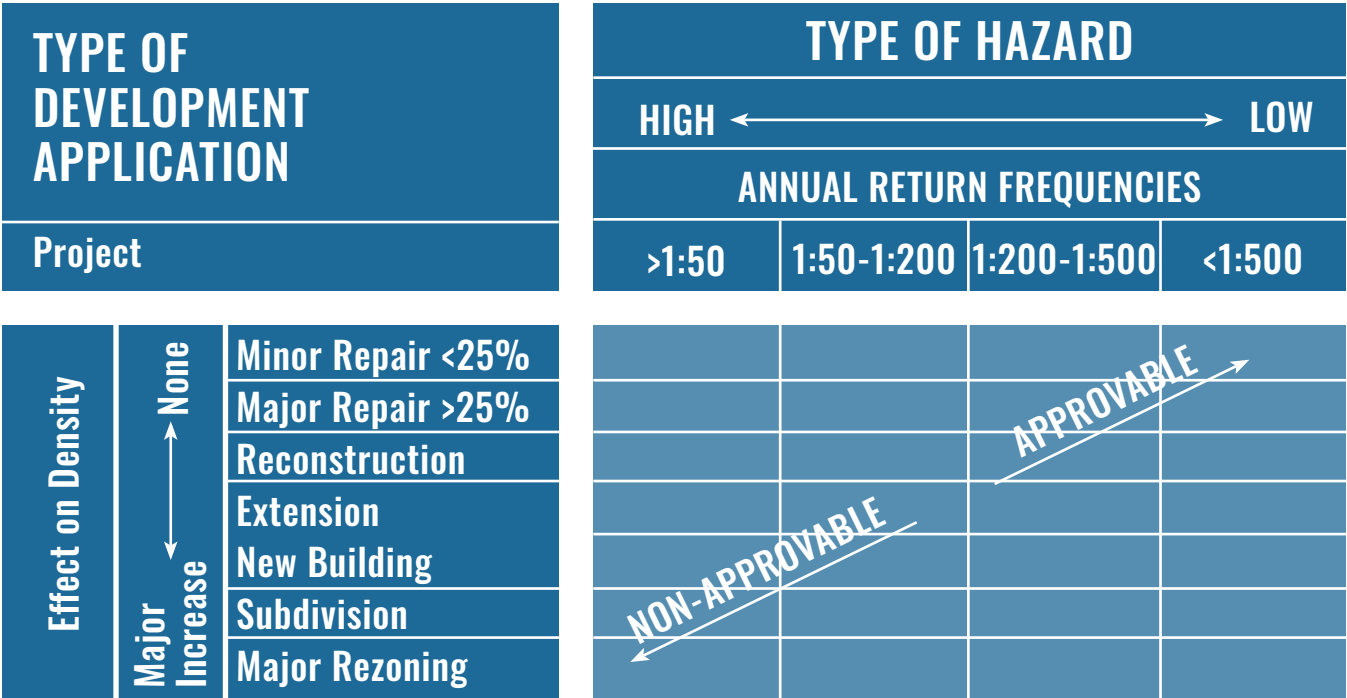 TYPE OF
DEVELOPMENT
APPLICATION
Project
TYPE OF HAZARD
HIGH LOW
ANNUAL RETURN FREQUENCIES
>1:50 1:50-1:200 1:200-1:500 <1:500
Effect on Density
None
Major
Increase
Minor Repair <25%
Major Repair >25%
Reconstruction
Extension
New Building
Subdivision
Major Rezoning
APPROVABLE
NON-APPROVABLE